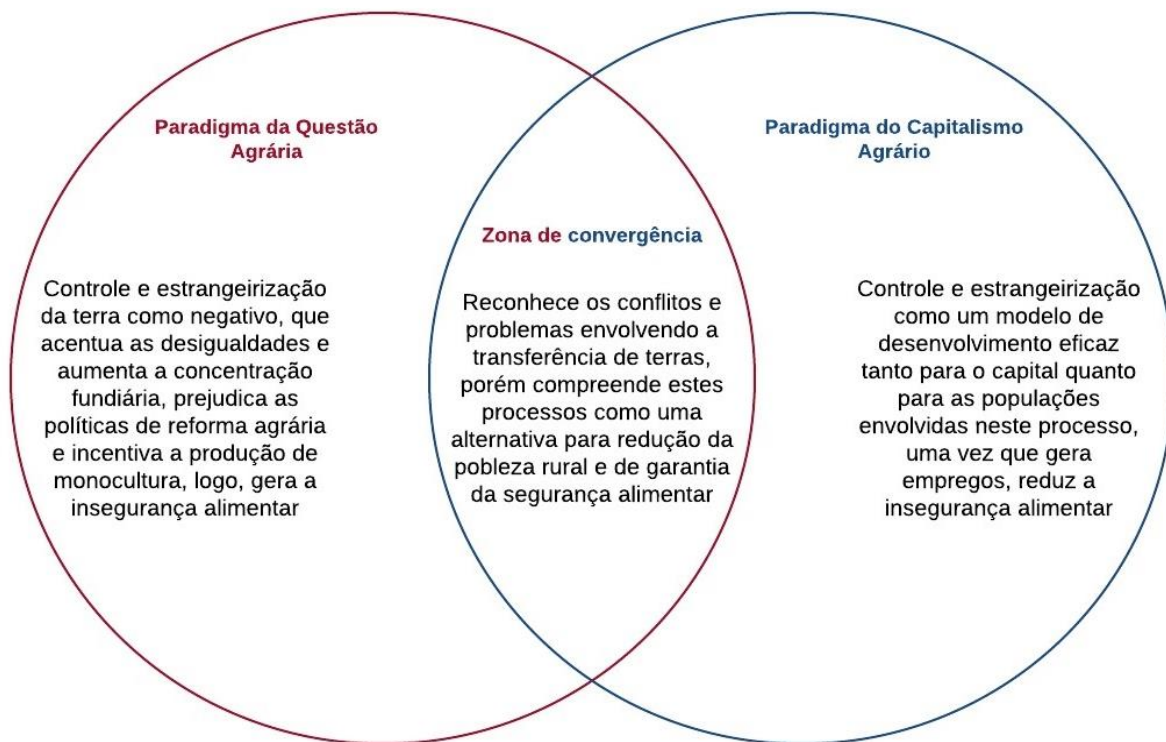 Paradigma da Questão
Agrária
Controle e estrangeirização
da terra como negativo, que
acentua as desigualdades e
aumenta a concentração
fundiária, prejudica as
políticas de reforma agrária
e incentiva a produção de
monocultura, logo, gera a
insegurança alimentar
Zona de convergência
Reconhece os conflitos e
problemas envolvendo a
transferência de terras,
porém compreende estes
processos como uma
alternativa para redução da
pobleza rural e de garantia
da segurança alimentar
Paradigma do Capitalismo
Agrário
Controle e estrangeirização
como um modelo de
desenvolvimento eficaz
tanto para o capital quanto
para as populações
envolvidas neste processo,
uma vez que gera
empregos, reduz a
insegurança alimentar